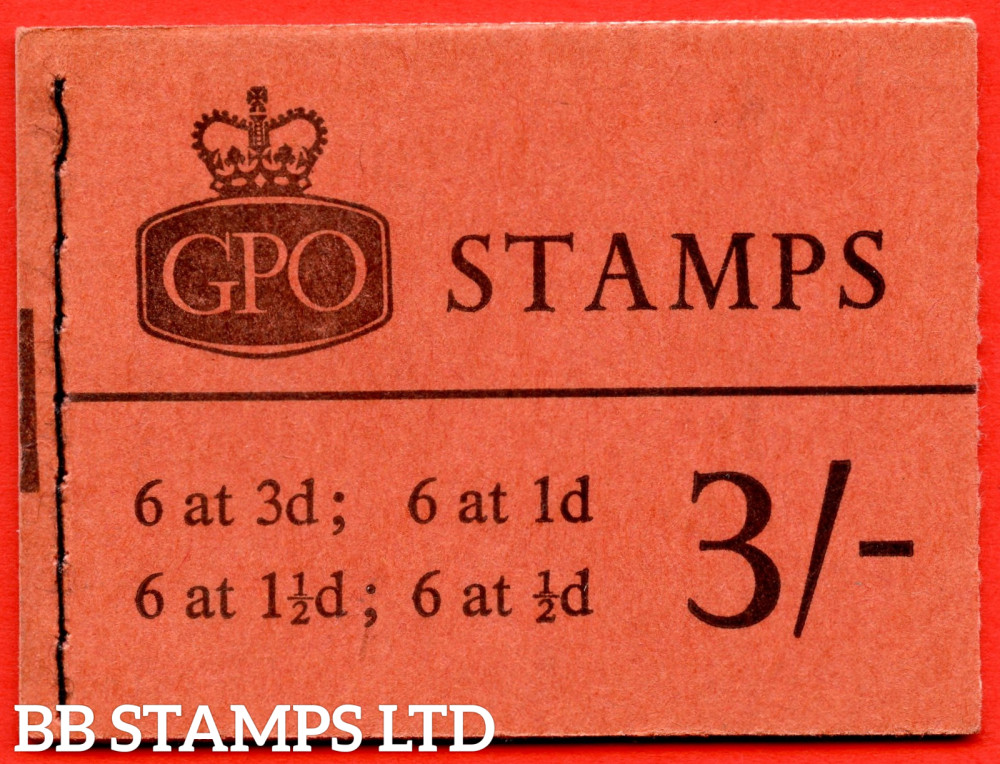 GPO
STAMPS
6 at 3d; 6 at 1d
6 at 1½d; 6 at ½d
3/-
BB STAMPS LTD